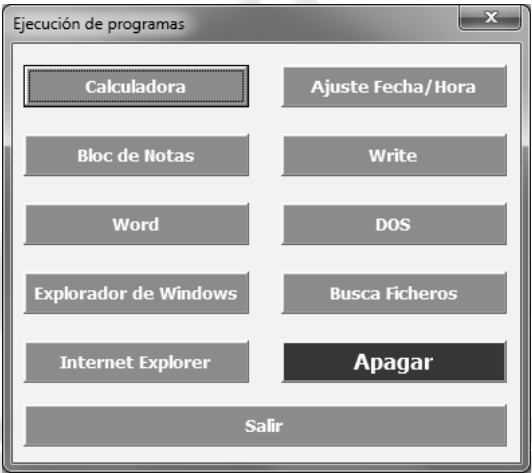 Ejecución de programas
Calculadora
Ajuste Fecha/Hora
Bloc de Notas
Write
Word
DOS
Explorador de Windows
Busca Ficheros
Internet Explorer
Apagar
Salir